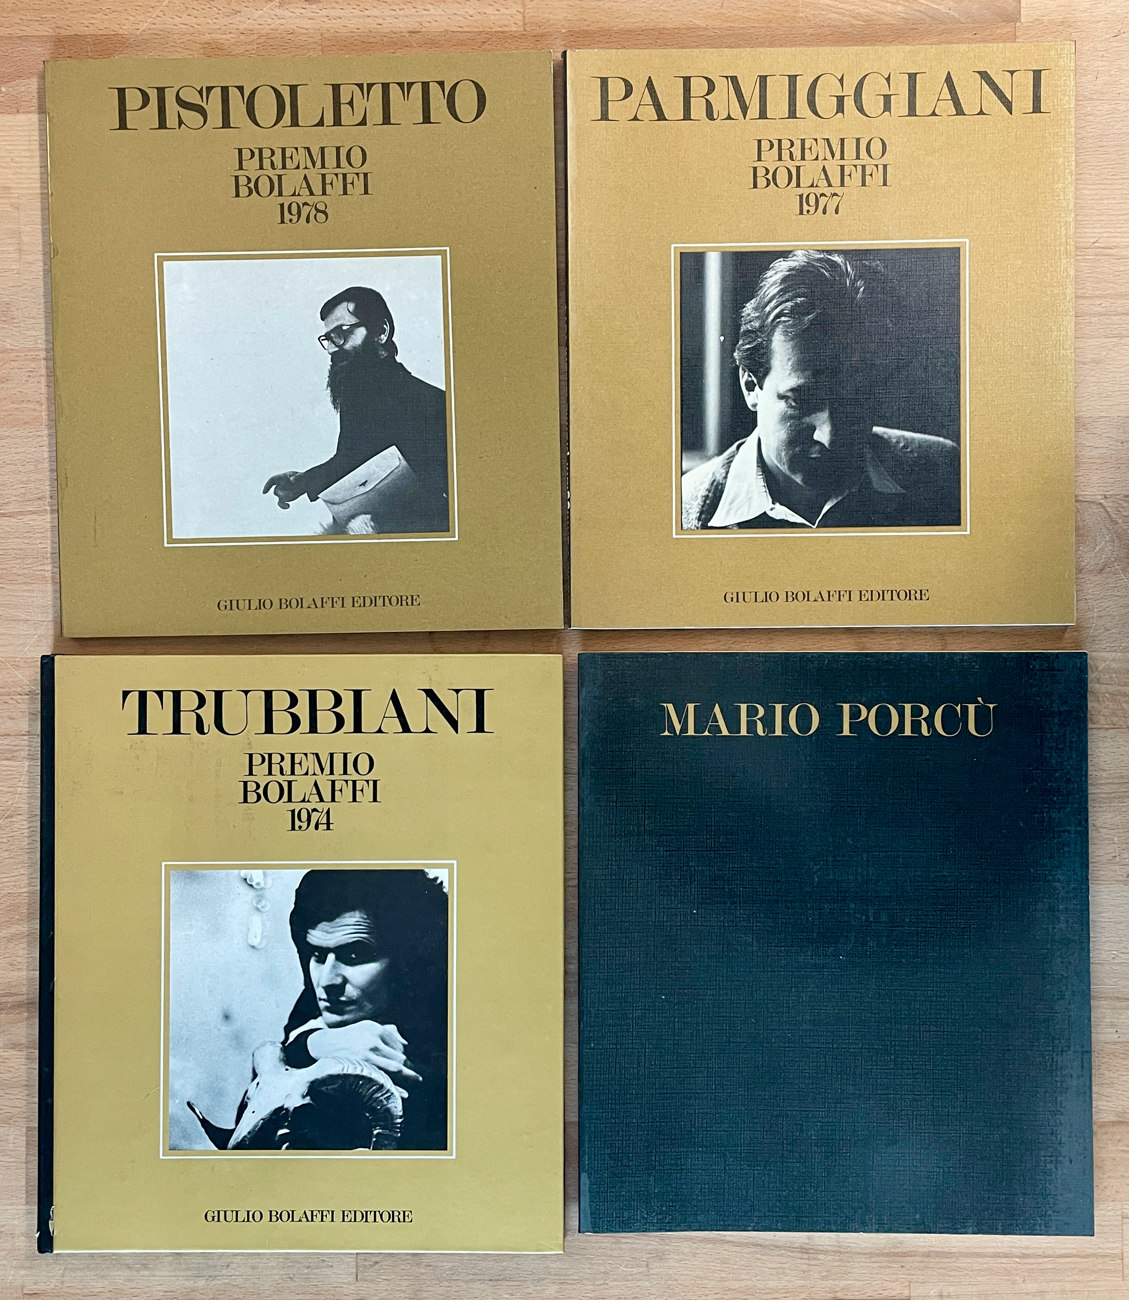 PISTOLETTO
PREMIO
BOLAFFI
1978
GIULIO BOLAFFI EDITORE
PARMIGGIANI
PREMIO
BOLAFFI
1977
GIULIO BOLAFFI EDITORE
TRUBBIANI
PREMIO
BOLAFFI
1974
GIULIO BOLAFFI EDITORE
MARIO PORCÙ